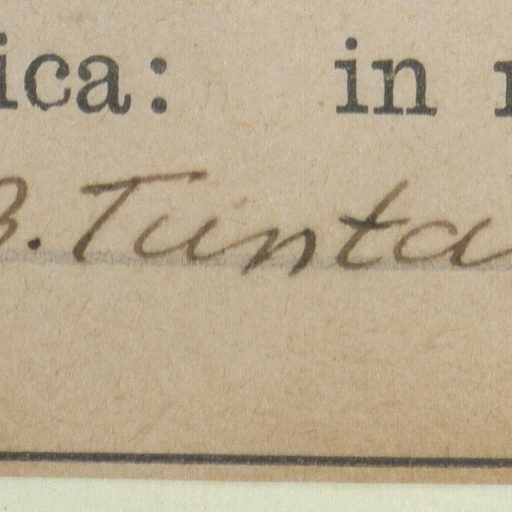 ica: in
B. Tunta